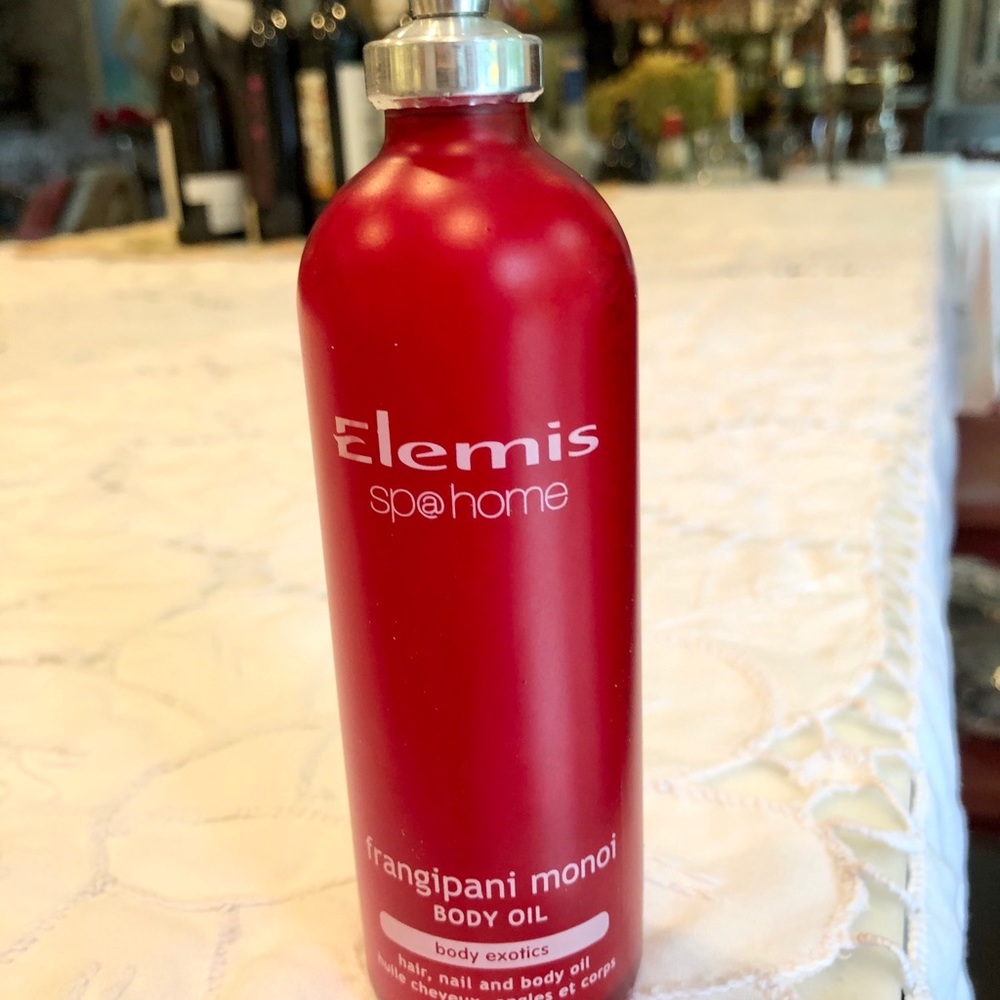 Elemis
sp@home
frangipani monoi
BODY OIL
body exotics
hair, nail and body oil
huile cheveux, ongles et corps